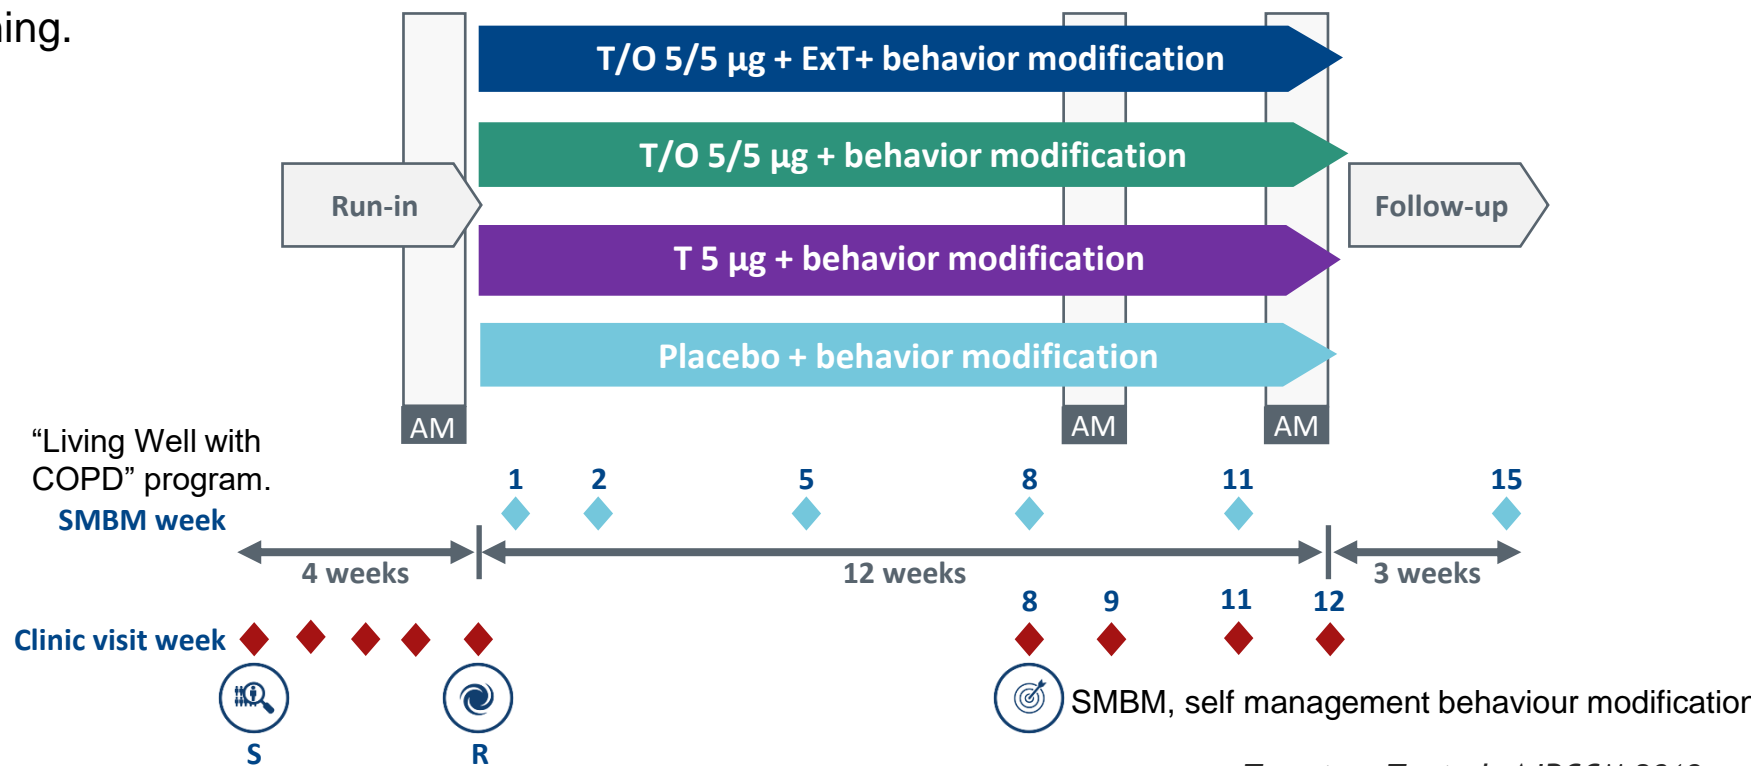 T/O 5/5 µg + ExT+ behavior modification
T/O 5/5 µg + behavior modification
Run-in
Follow-up
T 5 µg + behavior modification
Placebo + behavior modification
AM
AM
AM
“Living Well with
COPD” program.
1 2 5 8 11 15
SMBM week
4 weeks
12 weeks
3 weeks
8 9 11 12
Clinic visit week
SMBM, self management behaviour modification
S
R